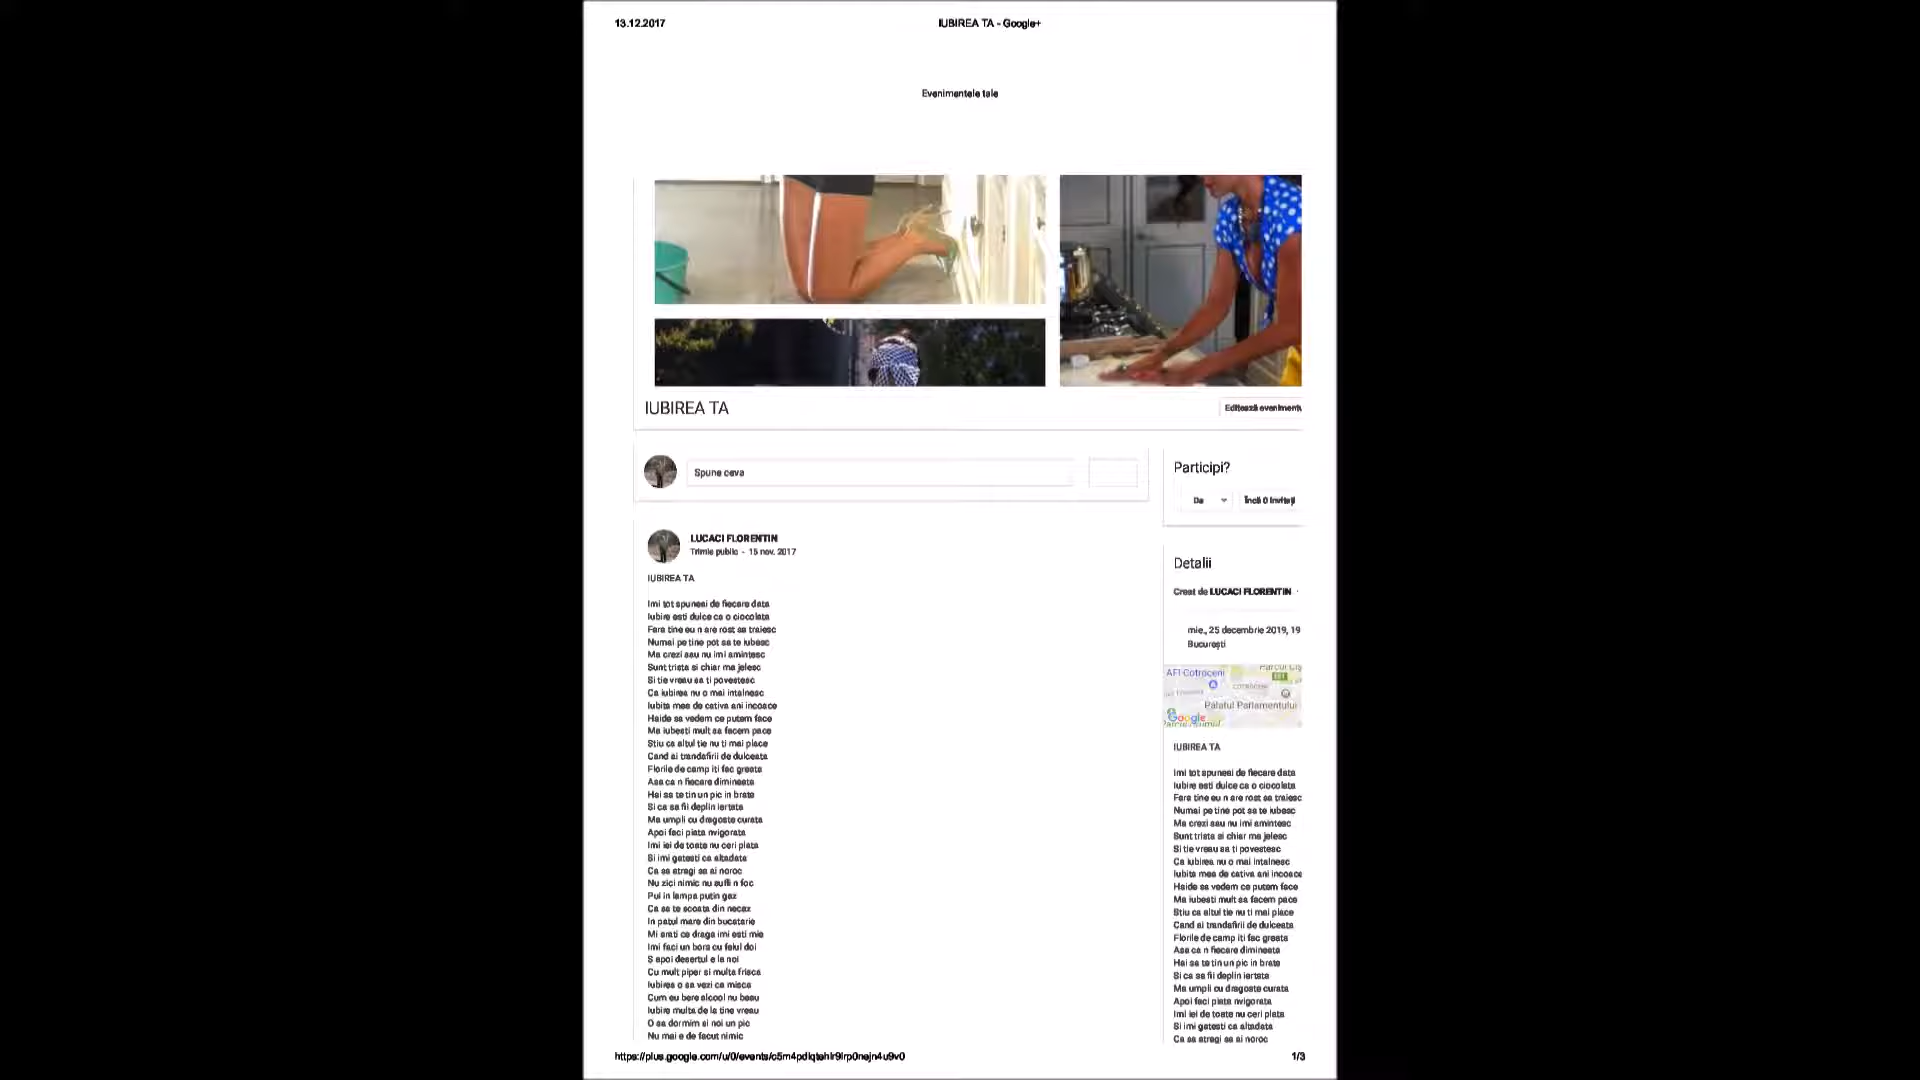 13.12.2017
IUBIREA TA - Google+
Evenimentele tale
IUBIREA TA
Editează evenimentu
Spune ceva
LUCACI FLORENTIN
Trimis public - 15 nov. 2017
IUBIREA TA
Imi tot spuneai de fiecare data
Iubire esti dulce ca o ciocolata
Fara tine eu n are rost sa traiesc
Numai pe tine pot sa te iubesc
Ma crezi sau nu imi amintesc
Sunt trista si chiar ma jelesc
Si tie vreau sa ti povestesc
Ca iubirea nu o mai intalnesc
Iubita mea de cativa ani incoace
Haide sa vedem ce putem face
Ma iubesti mult sa facem pace
Stiu ca altul tie nu ti mai place
Cand ai trandafirii de dulceata
Florile de camp iti fac greata
Asa ca n fiecare dimineata
Hai sa te tin un pic in brate
Si ca sa fii deplin iertata
Ma umpli cu dragoste curata
Apoi faci piata nvigorata
Imi iei de toate nu ceri plata
Si imi gatesti ca altadata
Ca sa atragi sa ai noroc
Nu zici nimic nu sufli n foc
Pui in lampa putin gaz
Ca sa te scoata din necaz
In patul mare din bucatarie
Mi arati ce draga imi esti mie
Imi faci un bors cu felul doi
S apoi desertul e la noi
Cu mult piper si multa frisca
Iubirea o sa vezi ca misca
Cum eu bere alcool nu beau
Iubire multa de la tine vreau
O sa dormim si noi un pic
Nu mai e de facut nimic
Participi?
Da
Încă 0 invitați
Detalii
Creat de LUCACI FLORENTIN
mie., 25 decembrie 2019, 19
București
AFI Cotroceni
Parcul Ciș
COTROCENI
Palatul Parlamentului
Google
IUBIREA TA
Imi tot spuneai de fiecare data
Iubire esti dulce ca o ciocolata
Fara tine eu n are rost sa traiesc
Numai pe tine pot sa te iubesc
Ma crezi sau nu imi amintesc
Sunt trista si chiar ma jelesc
Si tie vreau sa ti povestesc
Ca iubirea nu o mai intalnesc
Iubita mea de cativa ani incoace
Haide sa vedem ce putem face
Ma iubesti mult sa facem pace
Stiu ca altul tie nu ti mai place
Cand ai trandafirii de dulceata
Florile de camp iti fac greata
Asa ca n fiecare dimineata
Hai sa te tin un pic in brate
Si ca sa fii deplin iertata
Ma umpli cu dragoste curata
Apoi faci piata nvigorata
Imi iei de toate nu ceri plata
Si imi gatesti ca altadata
Ca sa atragi sa ai noroc
1/3